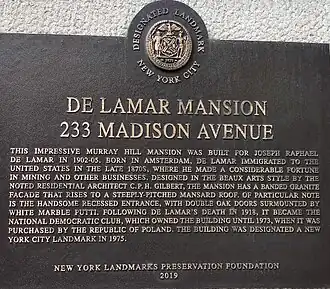 DESIGNATED LANDMARK
NEW YORK CITY
DE LAMAR MANSION
233 MADISON AVENUE
THIS IMPRESSIVE MURRAY HILL MANSION WAS BUILT FOR JOSEPH RAPHAEL
DE LAMAR IN 1902-05. BORN IN AMSTERDAM, DE LAMAR IMMIGRATED TO THE
UNITED STATES IN THE LATE 1870S, WHERE HE MADE A CONSIDERABLE FORTUNE
IN MINING AND OTHER BUSINESSES. DESIGNED IN THE BEAUX ARTS STYLE BY THE
NOTED RESIDENTIAL ARCHITECT C.P.H. GILBERT, THE MANSION HAS A BANDED GRANITE
FACADE THAT RISES TO A STEEPLY-PITCHED MANSARD ROOF. OF PARTICULAR NOTE
IS THE HANDSOME RECESSED ENTRANCE, WITH DOUBLE OAK DOORS SURMOUNTED BY
WHITE MARBLE PUTTI. FOLLOWING DE LAMAR'S DEATH IN 1918, IT BECAME THE
NATIONAL DEMOCRATIC CLUB, WHICH OWNED THE BUILDING UNTIL 1973, WHEN IT WAS
PURCHASED BY THE REPUBLIC OF POLAND. THE BUILDING WAS DESIGNATED A NEW
YORK CITY LANDMARK IN 1975.
NEW YORK LANDMARKS PRESERVATION FOUNDATION
2019